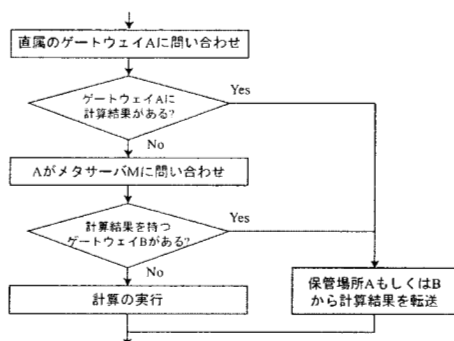 直属のゲートウェイAに問い合わせ
ゲートウェイAに
計算結果がある?
Yes
No
AがメタサーバMに問い合わせ
計算結果を持つ
ゲートウェイBがある?
Yes
No
計算の実行
保管場所AもしくはB
から計算結果を転送